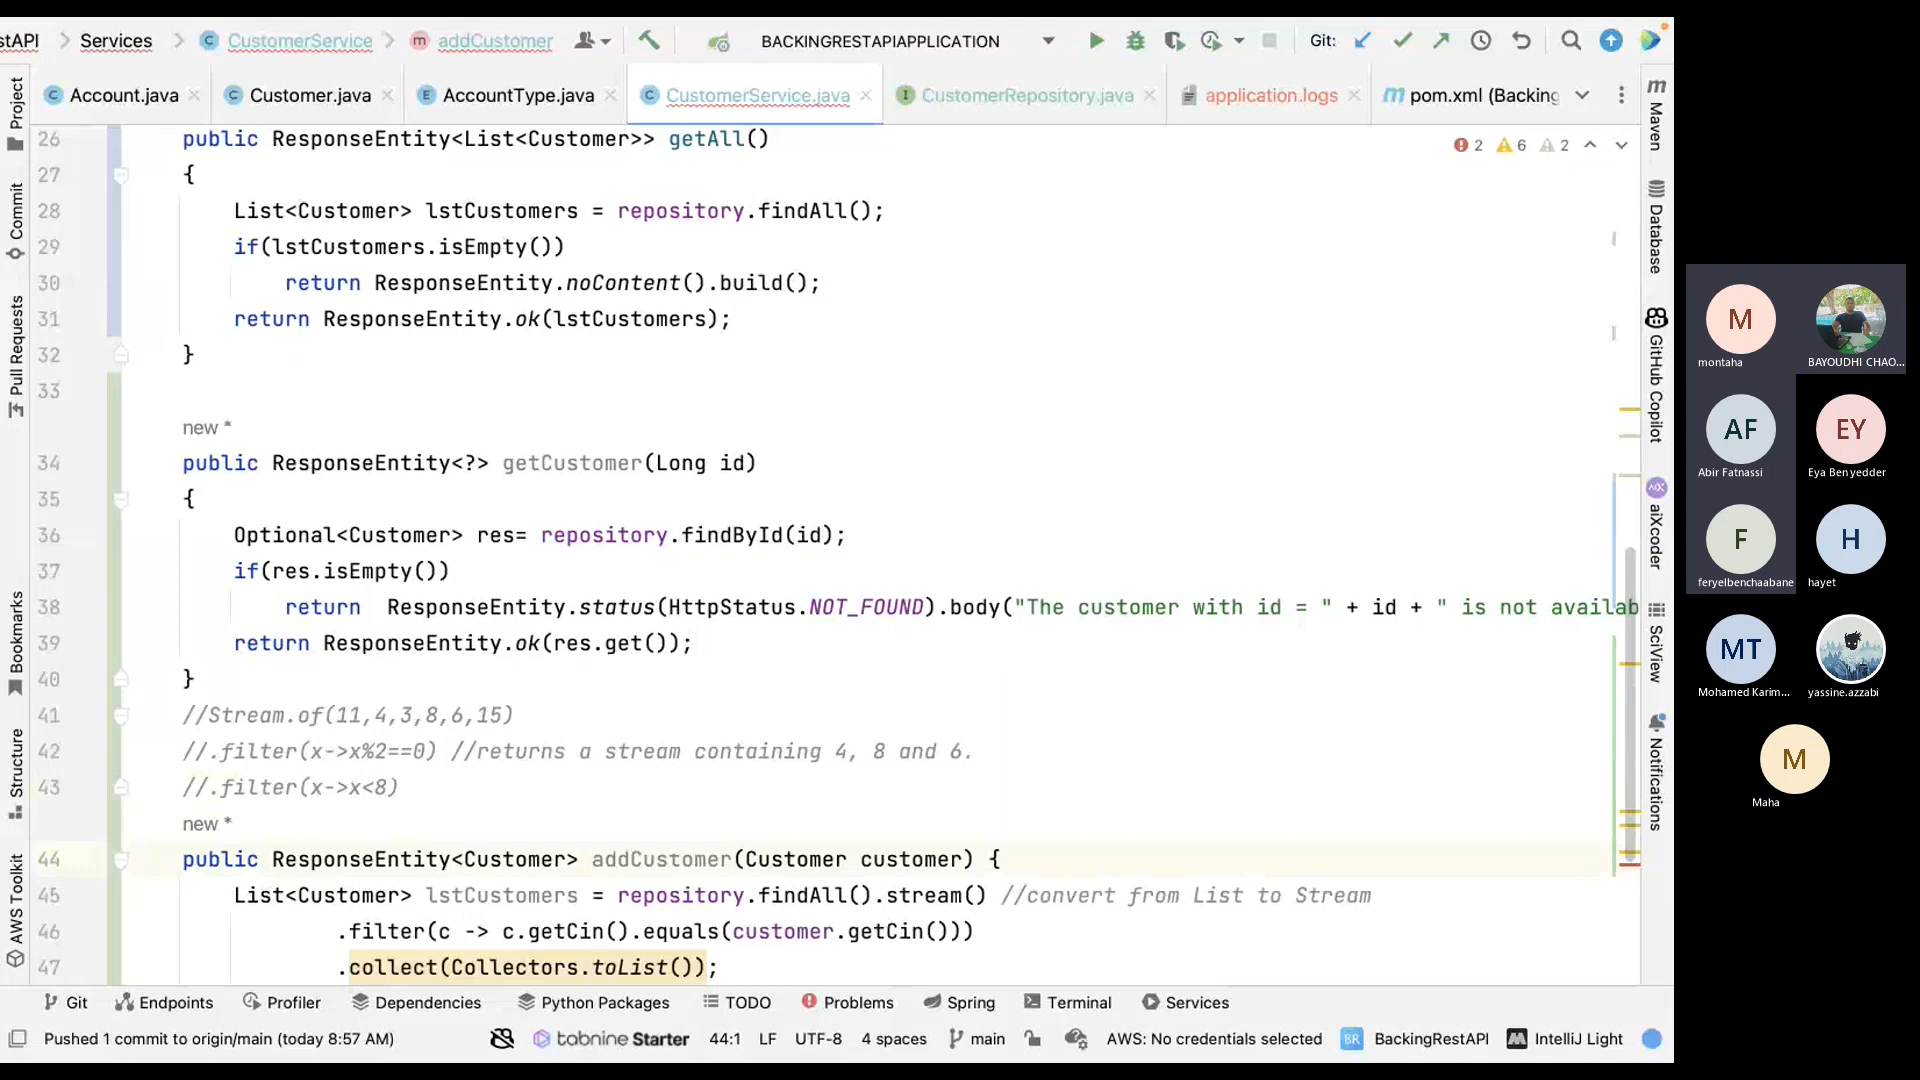 stAPI Services CustomerService addCustomer BACKINGRESTAPIAPPLICATION Git:
Account.java Customer.java AccountType.java CustomerService.java CustomerRepository.java application.logs pom.xml (Backing
2 6 2
26 public ResponseEntity<List<Customer>> getAll()
27 {
28 List<Customer> lstCustomers = repository.findAll();
29 if(lstCustomers.isEmpty())
30 return ResponseEntity.noContent().build();
31 return ResponseEntity.ok(lstCustomers);
32 }
33
new *
34 public ResponseEntity<?> getCustomer(Long id)
35 {
36 Optional<Customer> res= repository.findById(id);
37 if(res.isEmpty())
38 return ResponseEntity.status(HttpStatus.NOT_FOUND).body("The customer with id = " + id + " is not availab
39 return ResponseEntity.ok(res.get());
40 }
41 //Stream.of(11,4,3,8,6,15)
42 //.filter(x->x%2==0) //returns a stream containing 4, 8 and 6.
43 //.filter(x->x<8)
new *
44 public ResponseEntity<Customer> addCustomer(Customer customer) {
45 List<Customer> lstCustomers = repository.findAll().stream() //convert from List to Stream
46 .filter(c -> c.getCin().equals(customer.getCin()))
47 .collect(Collectors.toList());
Project
Commit
Pull Requests
Bookmarks
Structure
AWS Toolkit
Maven
Database
GitHub Copilot
aiXcoder
SciView
Notifications
Git Endpoints Profiler Dependencies Python Packages TODO Problems Spring Terminal Services
Pushed 1 commit to origin/main (today 8:57 AM) tabnine Starter 44:1 LF UTF-8 4 spaces main AWS: No credentials selected BR BackingRestAPI IntelliJ Light
M
montaha BAYOUDHI CHAO...
AF EY
Abir Fatnassi Eya Ben yedder
F H
feryelbenchaabane hayet
MT
Mohamed Karim... yassine.azzabi
M
Maha